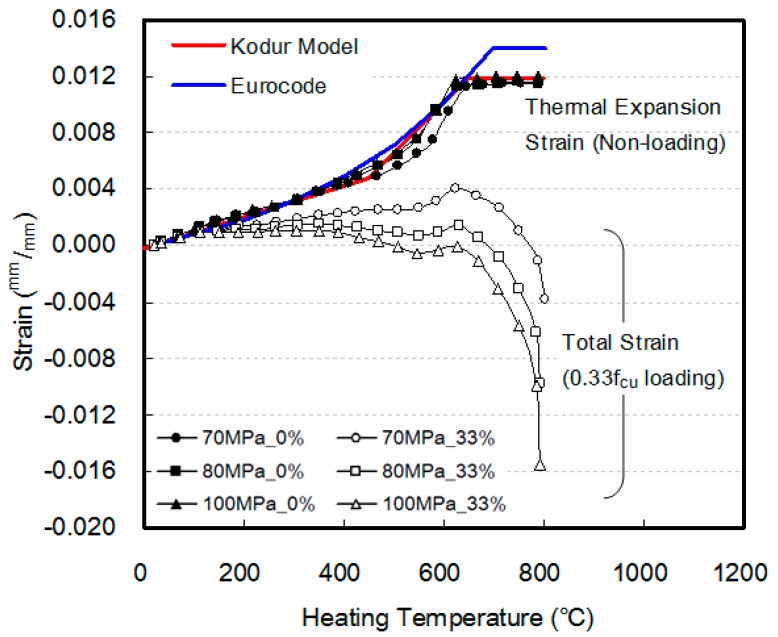 0.016
0.012
0.008
0.004
0.000
-0.004
-0.008
-0.012
-0.016
-0.020
Strain (mm/mm)
Kodur Model
Eurocode
Thermal Expansion
Strain (Non-loading)
Total Strain
(0.33fcu loading)
70MPa_0%
70MPa_33%
80MPa_0%
80MPa_33%
100MPa_0%
100MPa_33%
0 200 400 600 800 1000 1200
Heating Temperature (℃)